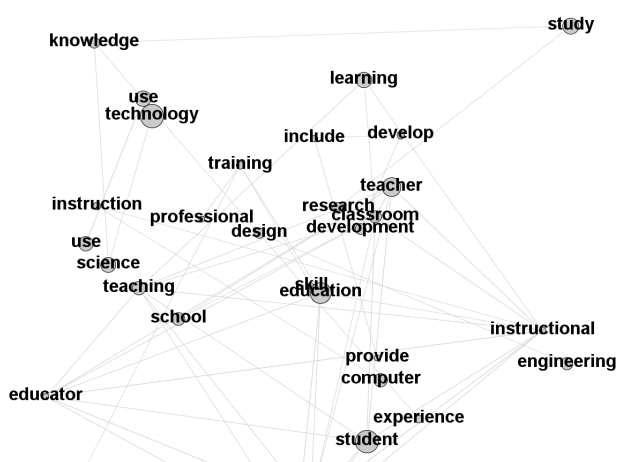 study
knowledge
learning
use
technology
include
develop
training
teacher
instruction
research
professional
classroom
development
design
use
science
skill
teaching
education
school
instructional
provide
engineering
computer
educator
experience
student